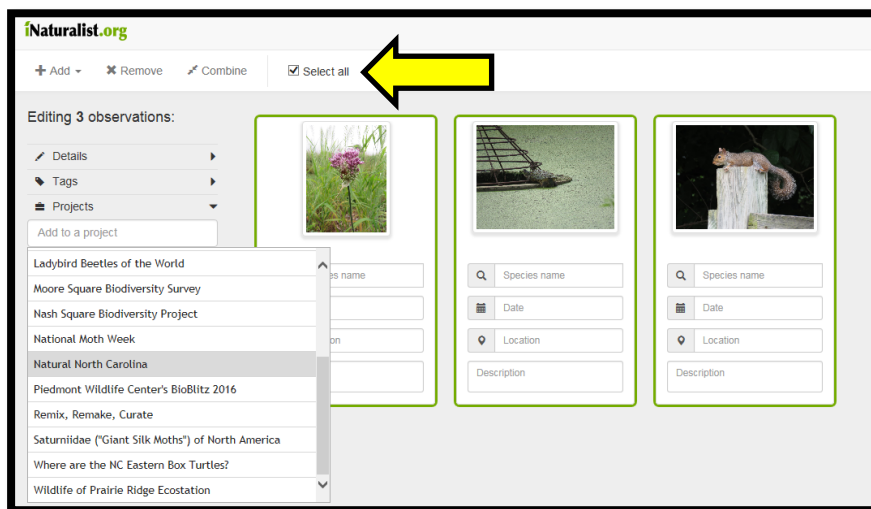 iNaturalist.org
Add Remove Combine Select all
Editing 3 observations:
Details
Tags
Projects
Add to a project
Ladybird Beetles of the World
Moore Square Biodiversity Survey
Nash Square Biodiversity Project
National Moth Week
Natural North Carolina
Piedmont Wildlife Center's BioBlitz 2016
Remix, Remake, Curate
Saturniidae ("Giant Silk Moths") of North America
Where are the NC Eastern Box Turtles?
Wildlife of Prairie Ridge Ecostation
name
Species name
Date
Location
Description
Species name
Date
Location
Description